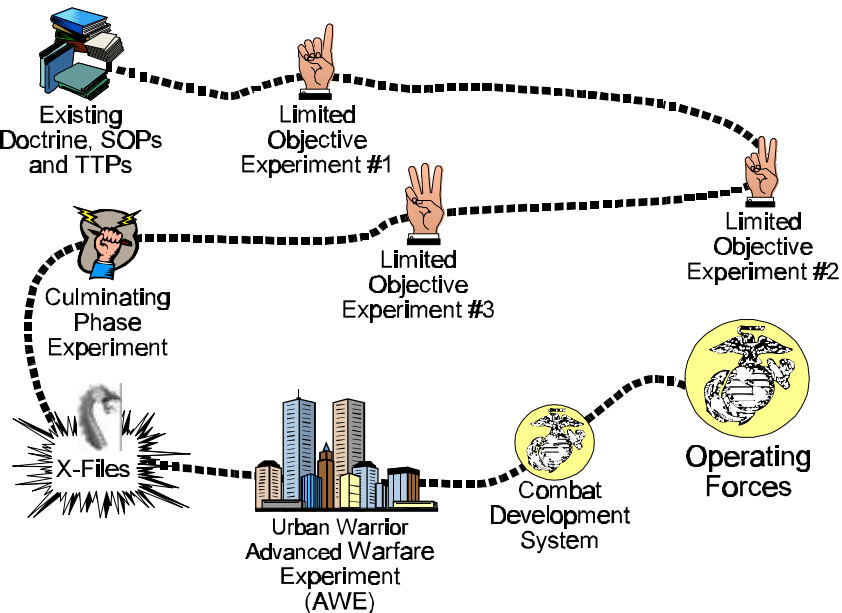 Existing
Doctrine, SOPs
and TTPs
Limited
Objective
Experiment #1
Limited
Objective
Experiment #2
Limited
Objective
Experiment #3
Culminating
Phase
Experiment
X-Files
Urban Warrior
Advanced Warfare
Experiment
(AWE)
Combat
Development
System
Operating
Forces